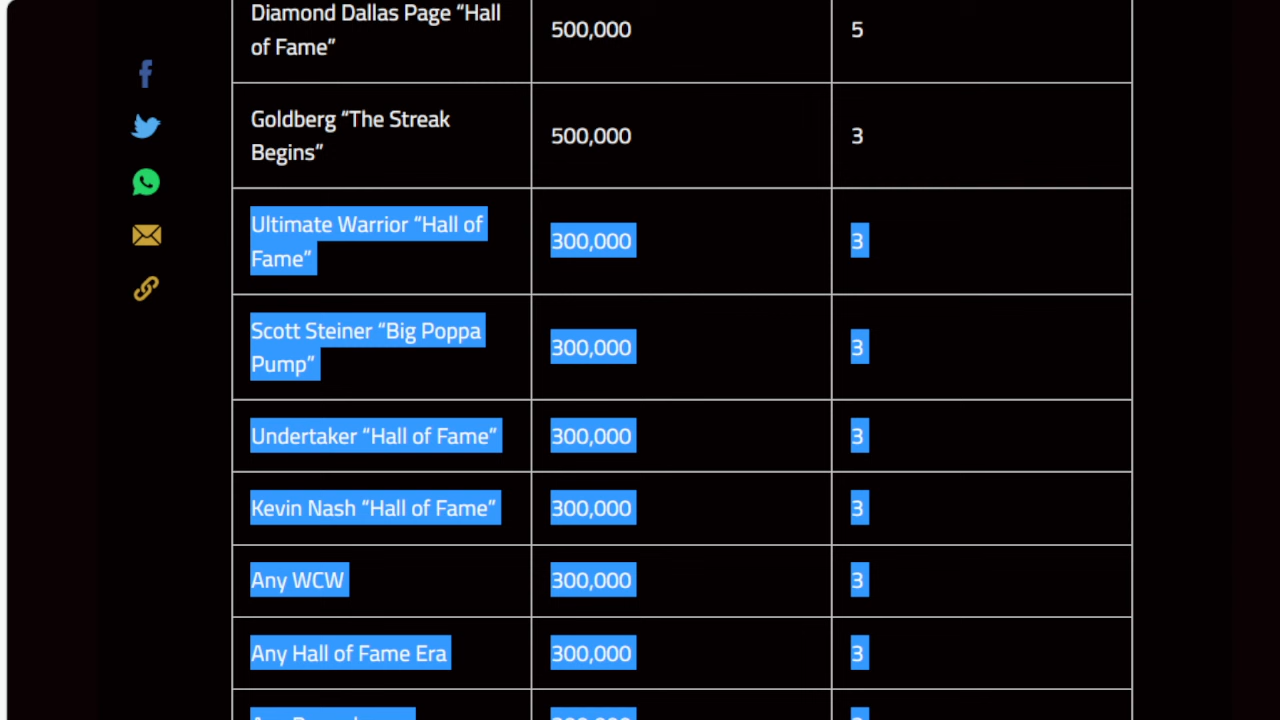 Diamond Dallas Page “Hall
of Fame”
500,000
5
Goldberg “The Streak
Begins”
500,000
3
Ultimate Warrior “Hall of
Fame”
300,000
3
Scott Steiner “Big Poppa
Pump”
300,000
3
Undertaker “Hall of Fame”
300,000
3
Kevin Nash “Hall of Fame”
300,000
3
Any WCW
300,000
3
Any Hall of Fame Era
300,000
3